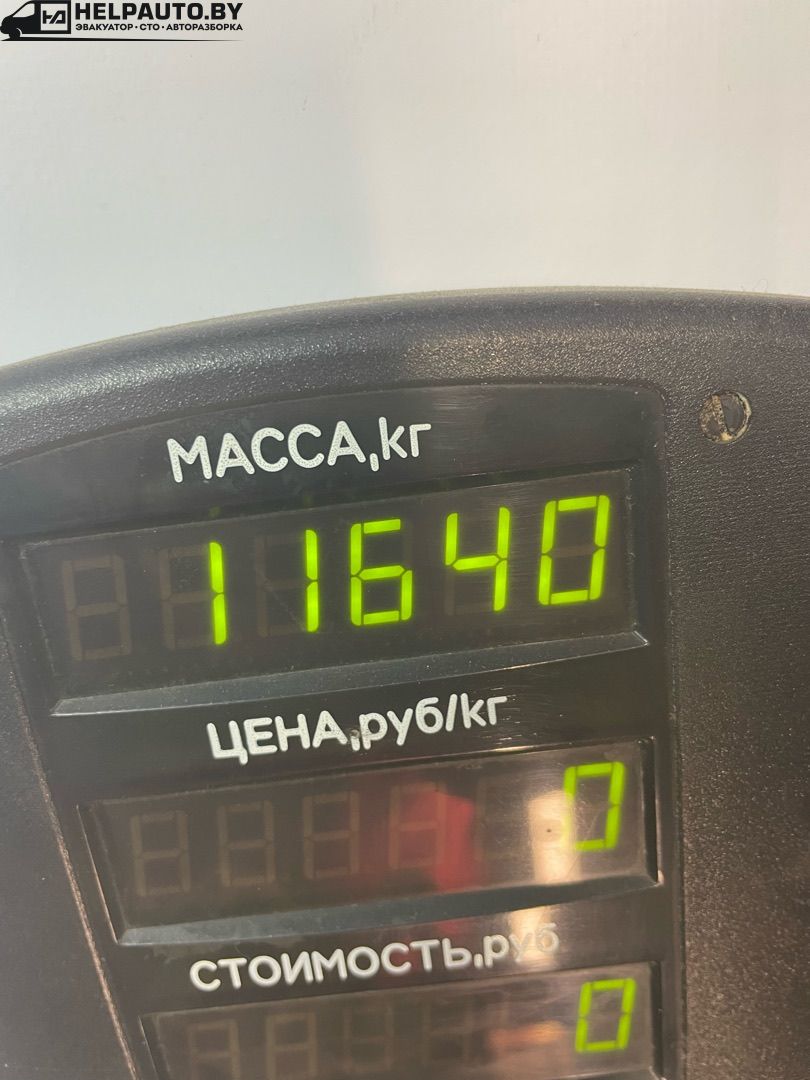 HELPAUTO.BY
ЭВАКУАТОР • СТО • АВТОРАЗБОРКА
МАССА,кг
11640
ЦЕНА,руб/кг
0
СТОИМОСТЬ,руб
0